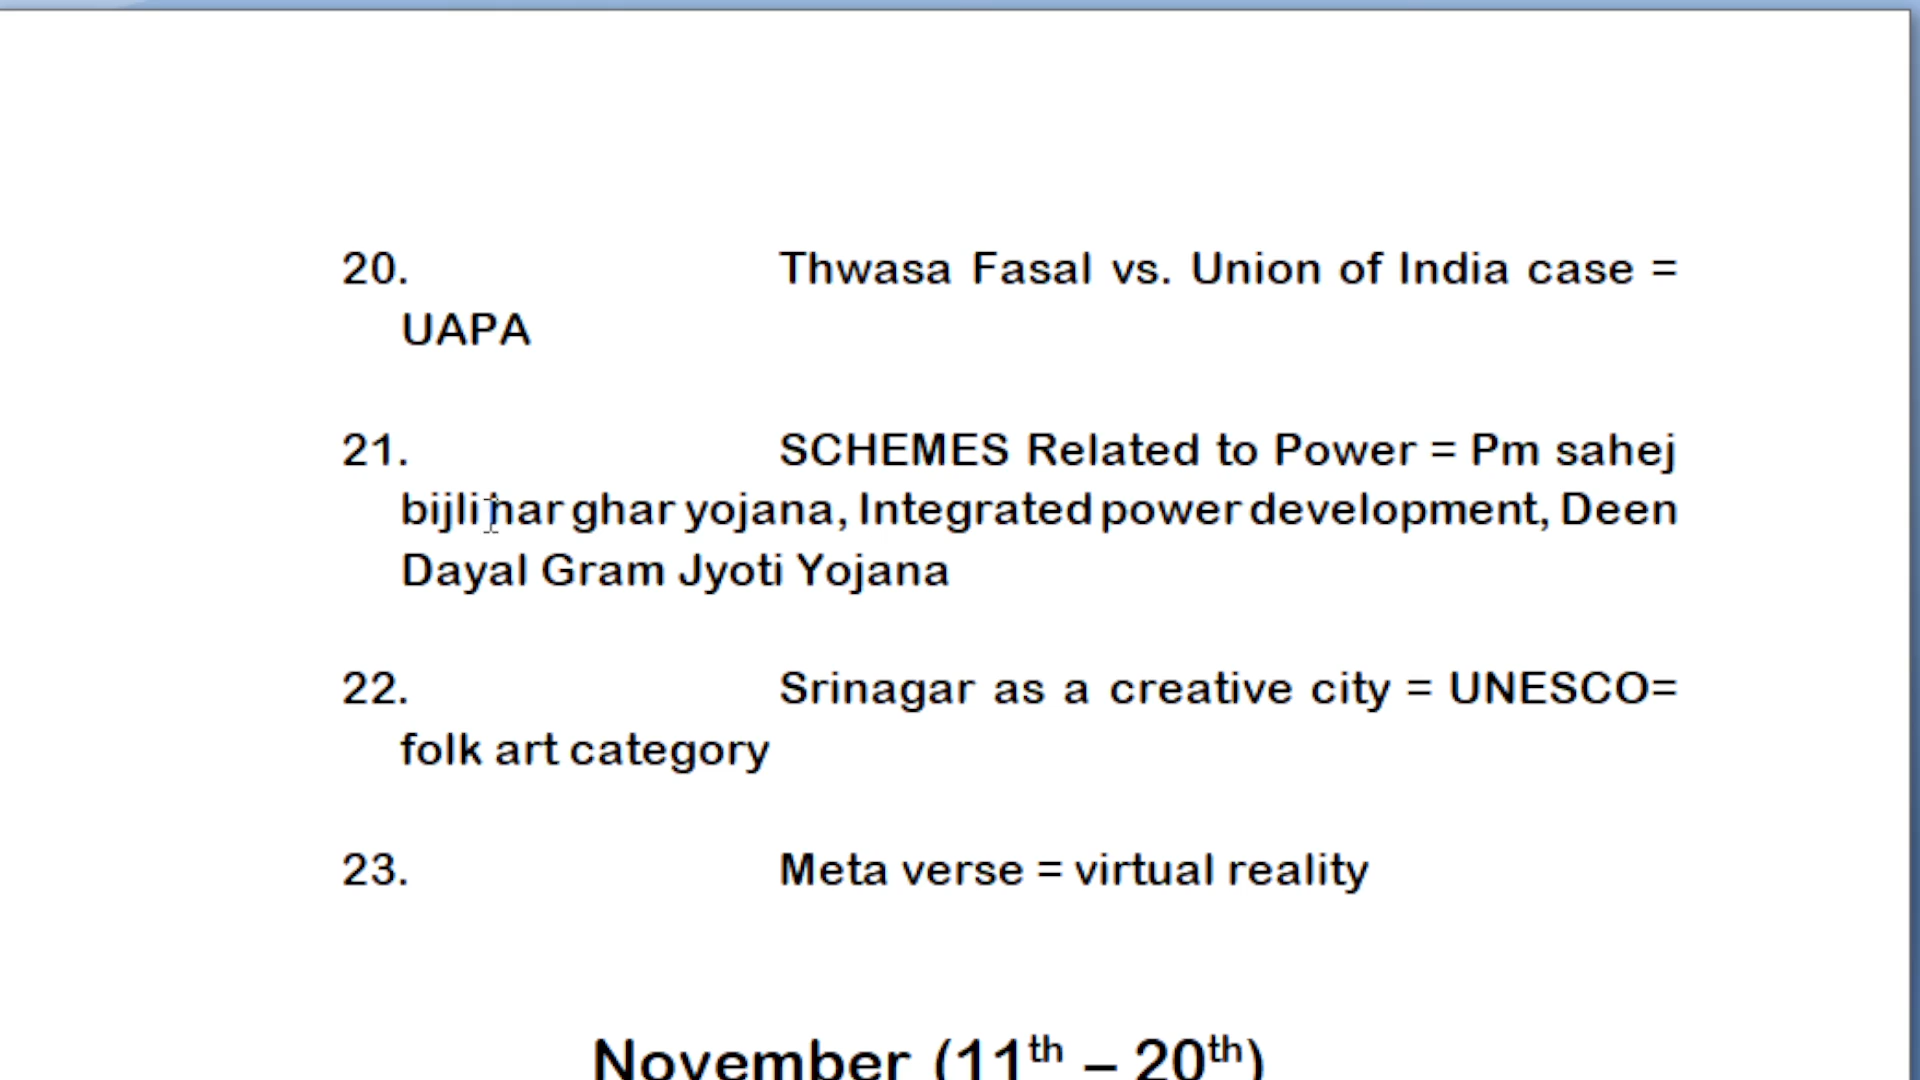 20. Thwasa Fasal vs. Union of India case =
UAPA
21. SCHEMES Related to Power = Pm sahej
bijli har ghar yojana, Integrated power development, Deen
Dayal Gram Jyoti Yojana
22. Srinagar as a creative city = UNESCO=
folk art category
23. Meta verse = virtual reality
November (11th – 20th)